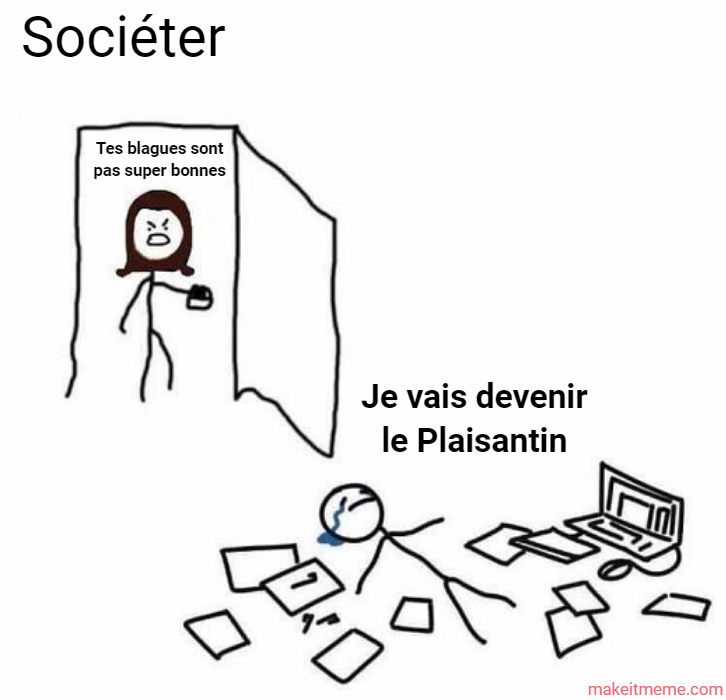 Sociéter
Tes blagues sont
pas super bonnes
Je vais devenir
le Plaisantin
makeitmeme.com